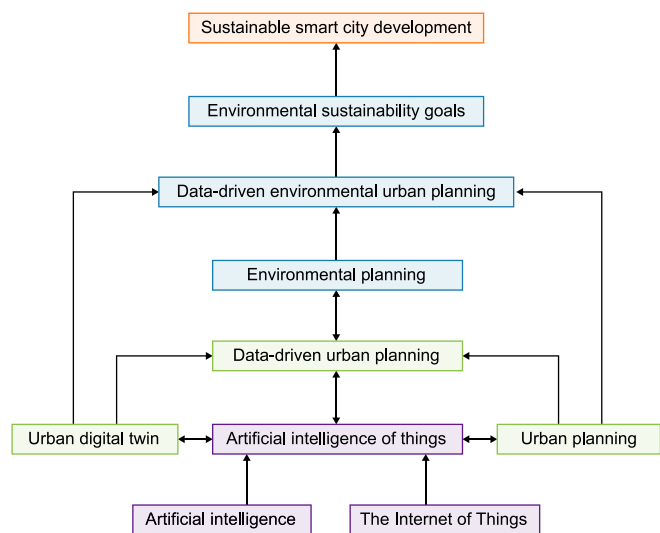 Sustainable smart city development
Environmental sustainability goals
Data-driven environmental urban planning
Environmental planning
Data-driven urban planning
Urban digital twin
Artificial intelligence of things
Urban planning
Artificial intelligence
The Internet of Things